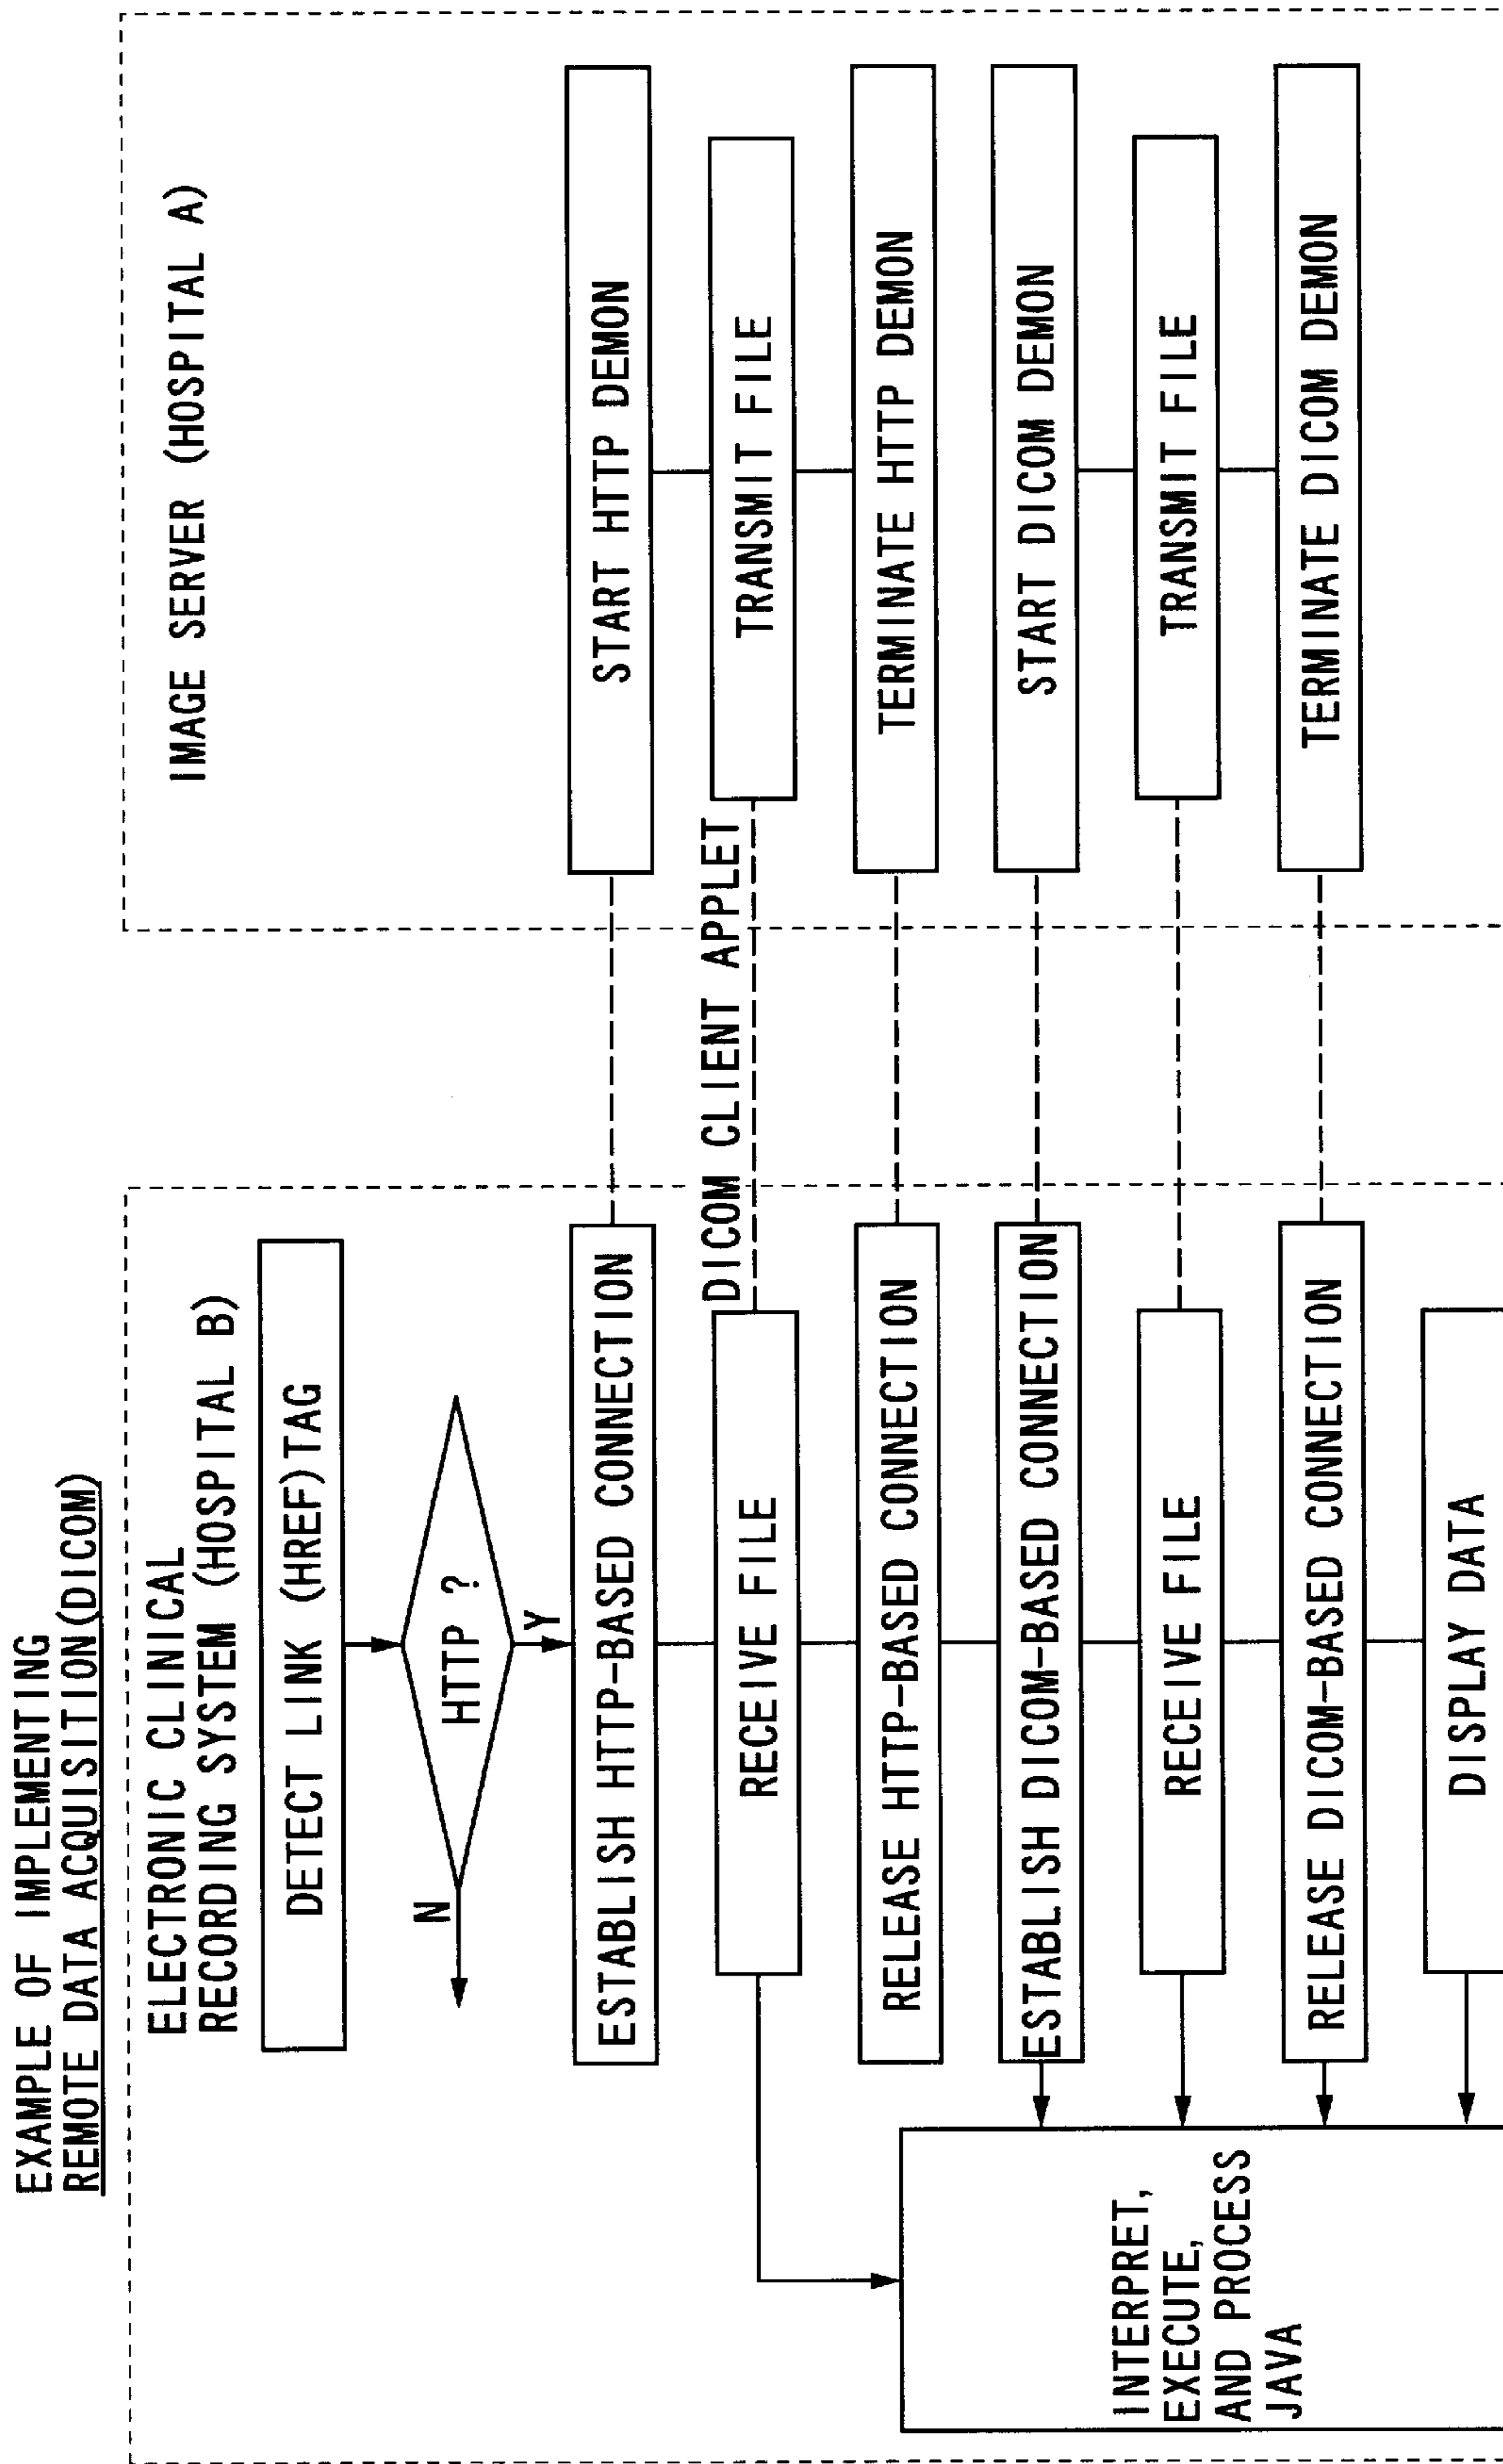 EXAMPLE OF IMPLEMENTING
REMOTE DATA ACQUISITION(DICOM)
ELECTRONIC CLINICAL
RECORDING SYSTEM (HOSPITAL B)
DETECT LINK (HREF)TAG
HTTP ?
N
Y
ESTABLISH HTTP-BASED CONNECTION
RECEIVE FILE
RELEASE HTTP-BASED CONNECTION
ESTABLISH DICOM-BASED CONNECTION
RECEIVE FILE
RELEASE DICOM-BASED CONNECTION
DISPLAY DATA
INTERPRET,
EXECUTE,
AND PROCESS
JAVA
DICOM CLIENT APPLET
IMAGE SERVER (HOSPITAL A)
START HTTP DEMON
TRANSMIT FILE
TERMINATE HTTP DEMON
START DICOM DEMON
TRANSMIT FILE
TERMINATE DICOM DEMON